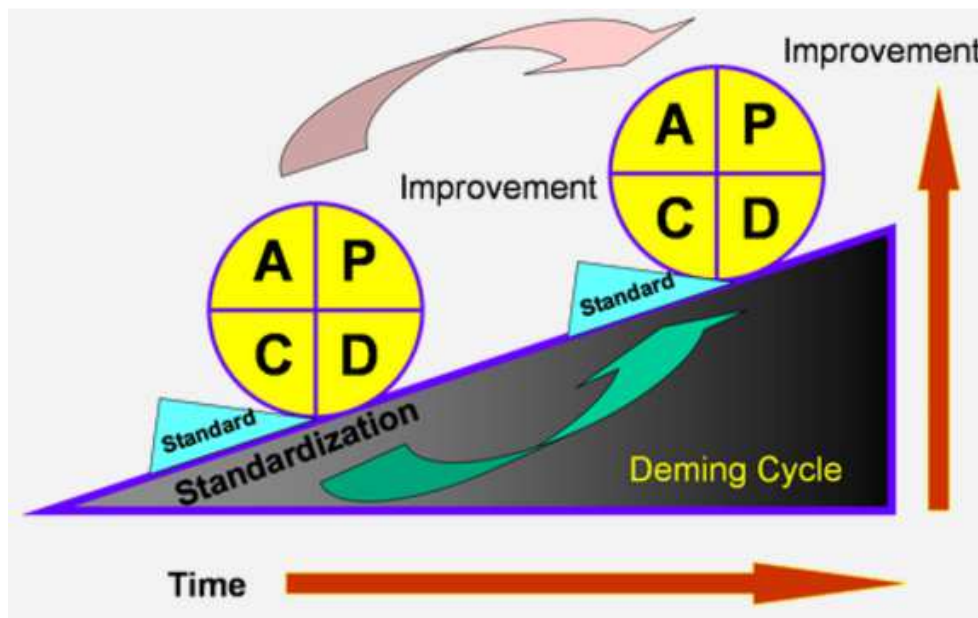 Improvement
A P
C D
Improvement
A P
C D
Standard
Standard
Standardization
Deming Cycle
Time